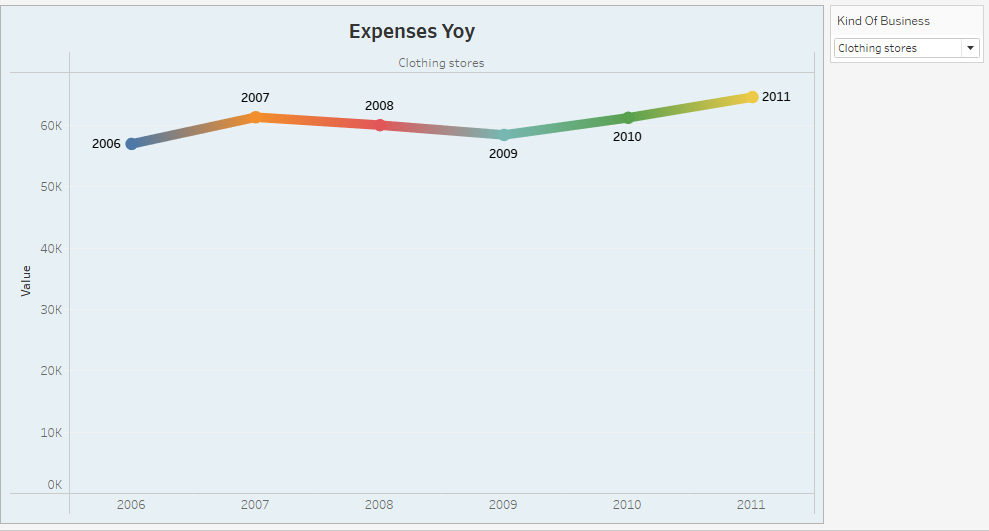 Expenses Yoy
Kind Of Business
Clothing stores
Clothing stores
2011
2007
2008
60K
2006
2010
2009
50K
40K
Value
30K
20K
10K
0K
2006 2007 2008 2009 2010 2011